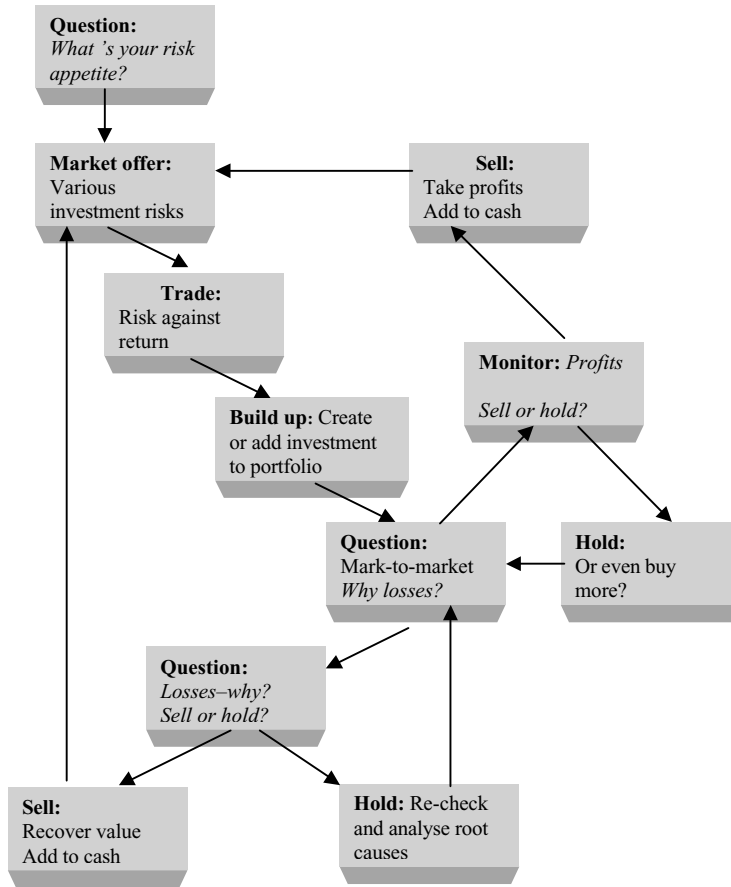 Question:
What 's your risk
appetite?
Market offer:
Various
investment risks
Sell:
Take profits
Add to cash
Trade:
Risk against
return
Monitor: Profits
Sell or hold?
Build up: Create
or add investment
to portfolio
Question:
Mark-to-market
Why losses?
Hold:
Or even buy
more?
Question:
Losses–why?
Sell or hold?
Sell:
Recover value
Add to cash
Hold: Re-check
and analyse root
causes